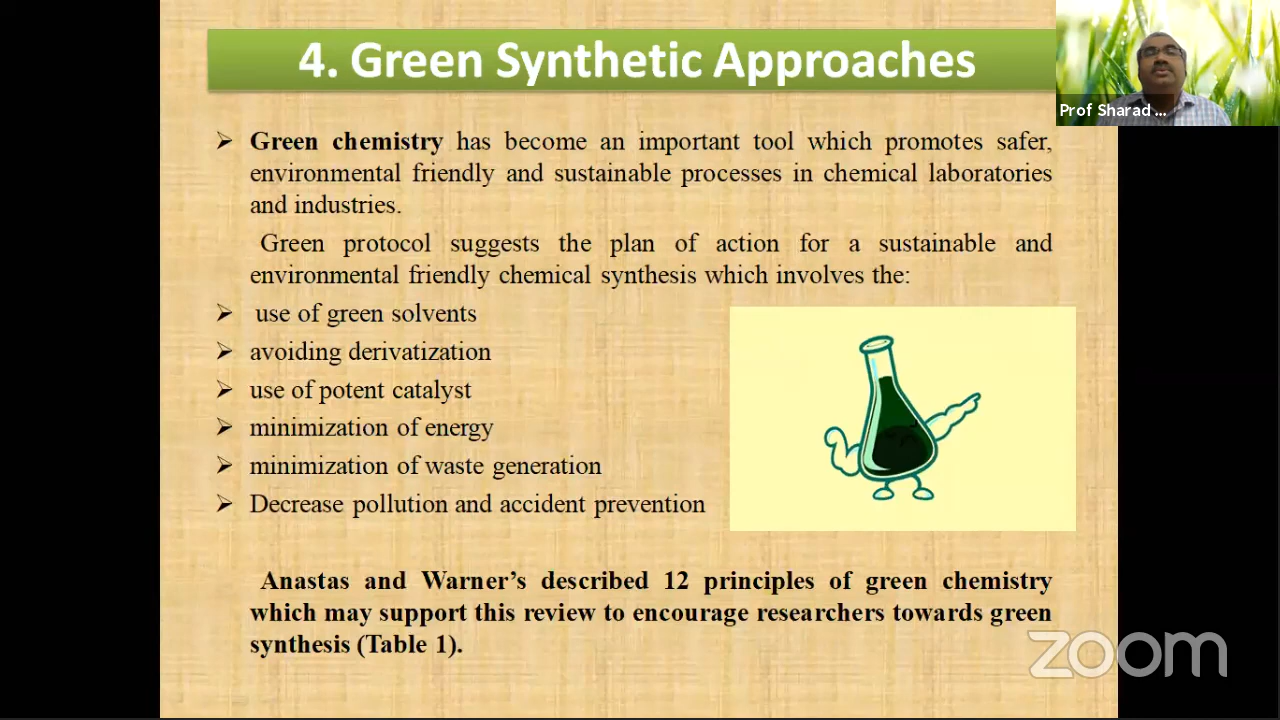 4. Green Synthetic Approaches
Prof Sharad ...
➢ Green chemistry has become an important tool which promotes safer,
environmental friendly and sustainable processes in chemical laboratories
and industries.
Green protocol suggests the plan of action for a sustainable and
environmental friendly chemical synthesis which involves the:
➢ use of green solvents
➢ avoiding derivatization
➢ use of potent catalyst
➢ minimization of energy
➢ minimization of waste generation
➢ Decrease pollution and accident prevention
Anastas and Warner’s described 12 principles of green chemistry
which may support this review to encourage researchers towards green
synthesis (Table 1).
zoom